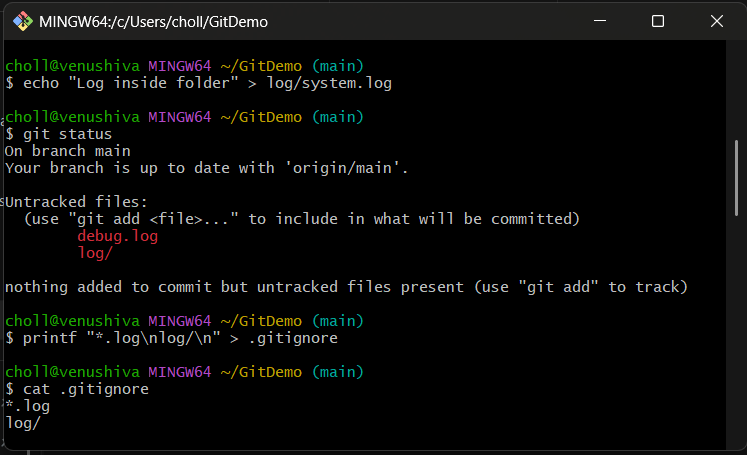 MINGW64:/c/Users/choll/GitDemo
choll@venushiva MINGW64 ~/GitDemo (main)
$ echo "Log inside folder" > log/system.log
choll@venushiva MINGW64 ~/GitDemo (main)
$ git status
On branch main
Your branch is up to date with 'origin/main'.
Untracked files:
  (use "git add <file>..." to include in what will be committed)
        debug.log
        log/
nothing added to commit but untracked files present (use "git add" to track)
choll@venushiva MINGW64 ~/GitDemo (main)
$ printf "*.log\nlog/\n" > .gitignore
choll@venushiva MINGW64 ~/GitDemo (main)
$ cat .gitignore
*.log
log/